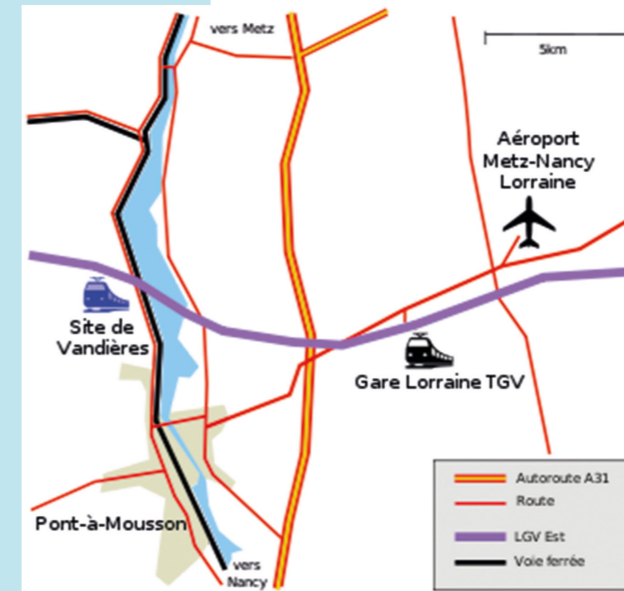 vers Metz
5km
Aéroport
Metz-Nancy
Lorraine
Site de
Vandières
Gare Lorraine TGV
Autoroute A31
Route
LGV Est
Voie ferrée
Pont-à-Mousson
vers
Nancy